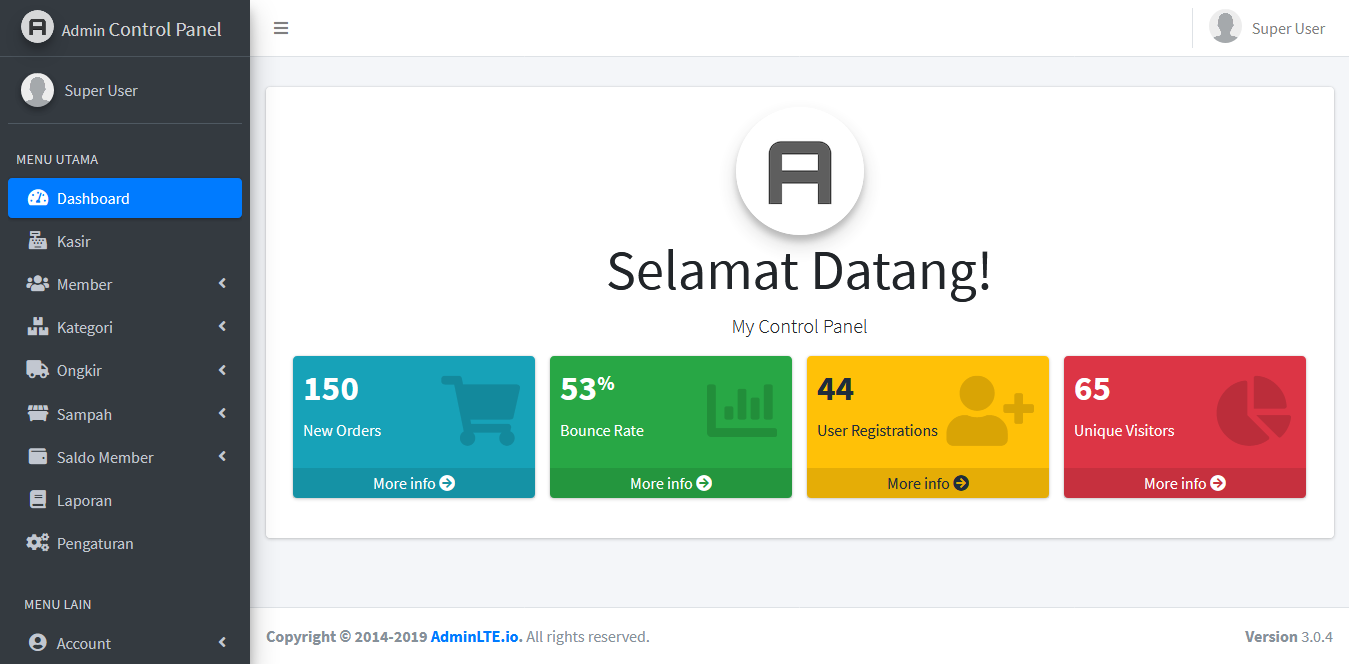 Admin Control Panel
Super User
Super User
MENU UTAMA
Dashboard
Kasir
Member
Kategori
Ongkir
Sampah
Saldo Member
Laporan
Pengaturan
MENU LAIN
Account
Selamat Datang!
My Control Panel
150
New Orders
More info
53%
Bounce Rate
More info
44
User Registrations
More info
65
Unique Visitors
More info
Copyright © 2014-2019 AdminLTE.io. All rights reserved.
Version 3.0.4